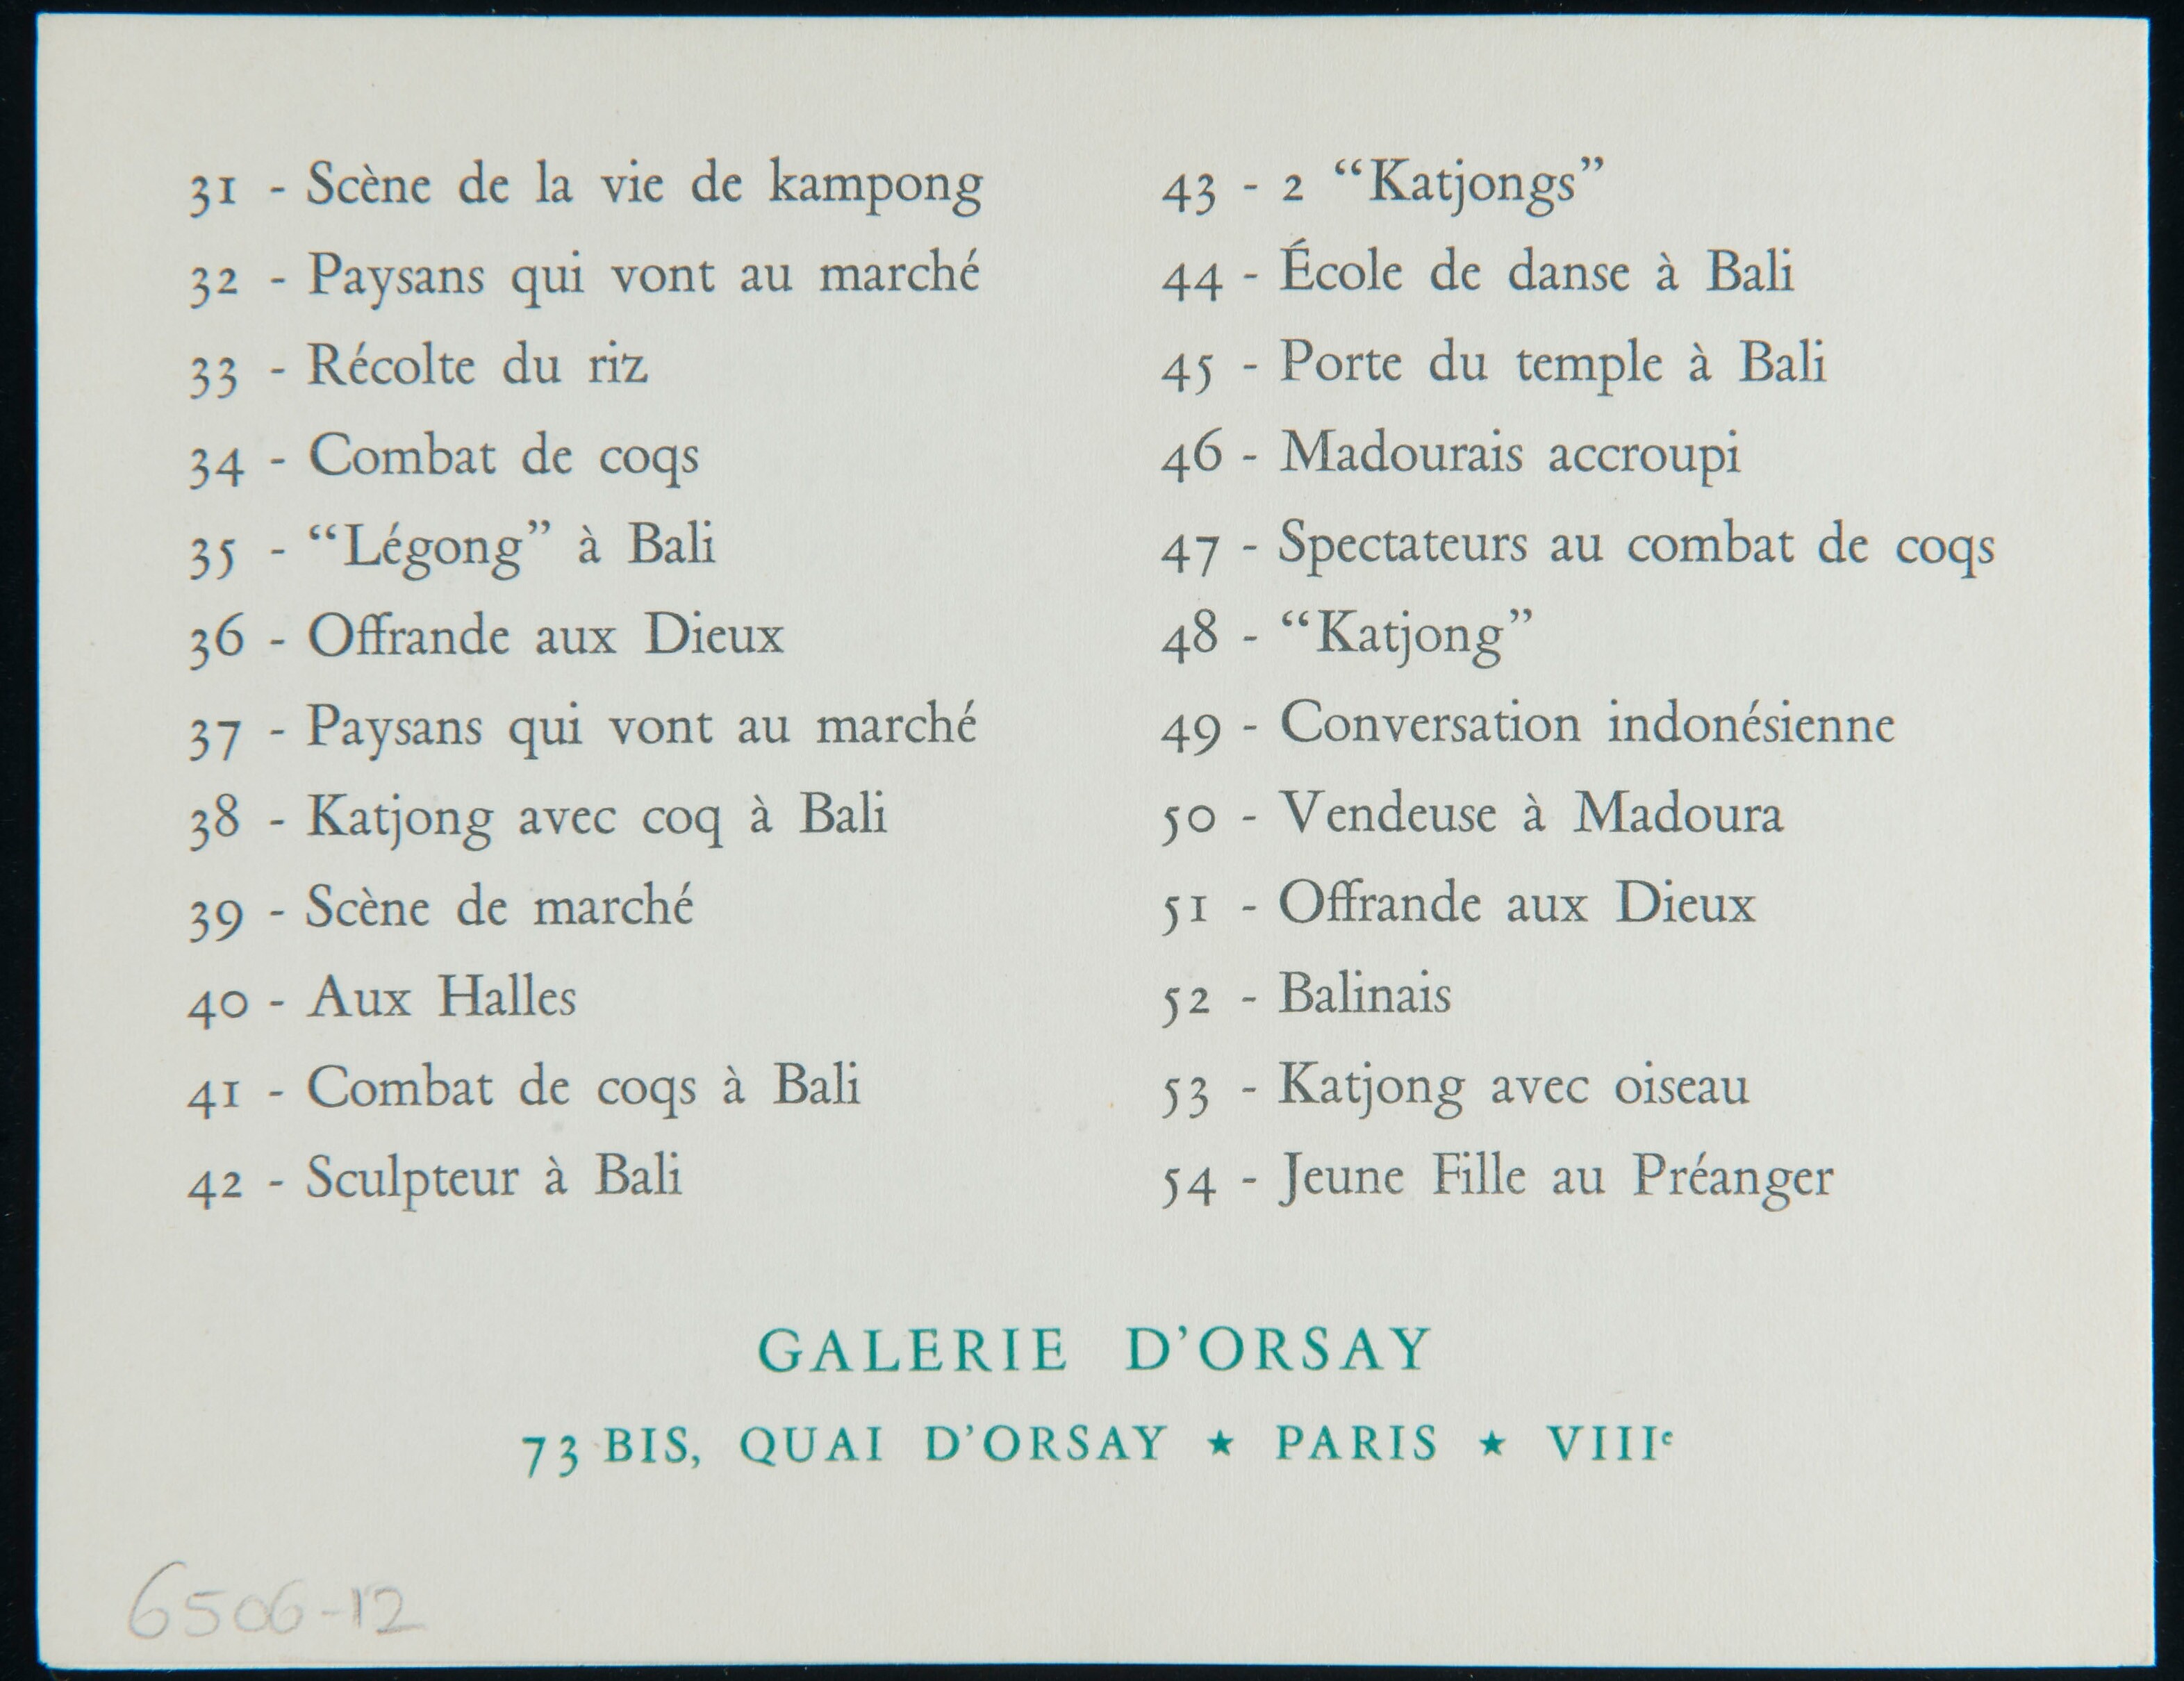 31 - Scène de la vie de kampong
32 - Paysans qui vont au marché
33 - Récolte du riz
34 - Combat de coqs
35 - “Légong” à Bali
36 - Offrande aux Dieux
37 - Paysans qui vont au marché
38 - Katjong avec coq à Bali
39 - Scène de marché
40 - Aux Halles
41 - Combat de coqs à Bali
42 - Sculpteur à Bali
43 - 2 “Katjongs”
44 - École de danse à Bali
45 - Porte du temple à Bali
46 - Madourais accroupi
47 - Spectateurs au combat de coqs
48 - “Katjong”
49 - Conversation indonésienne
50 - Vendeuse à Madoura
51 - Offrande aux Dieux
52 - Balinais
53 - Katjong avec oiseau
54 - Jeune Fille au Préanger
GALERIE D’ORSAY
73 BIS, QUAI D’ORSAY ★ PARIS ★ VIIIe
6506-12